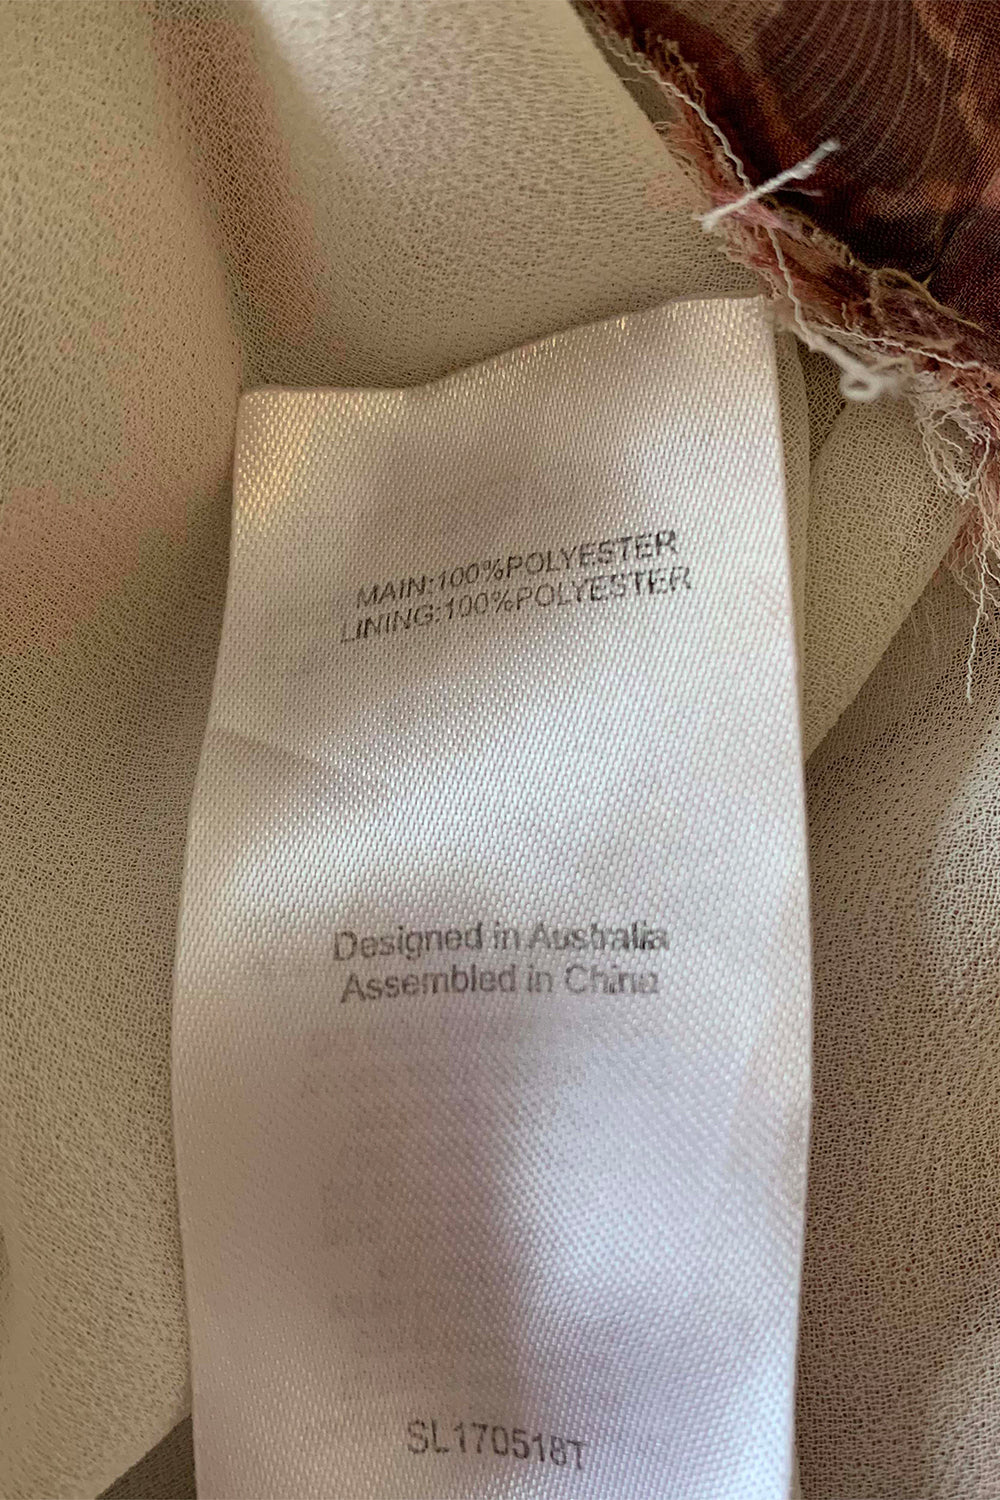 MAIN:100%POLYESTER
LINING:100%POLYESTER
Designed in Australia
Assembled in China
SL170518T